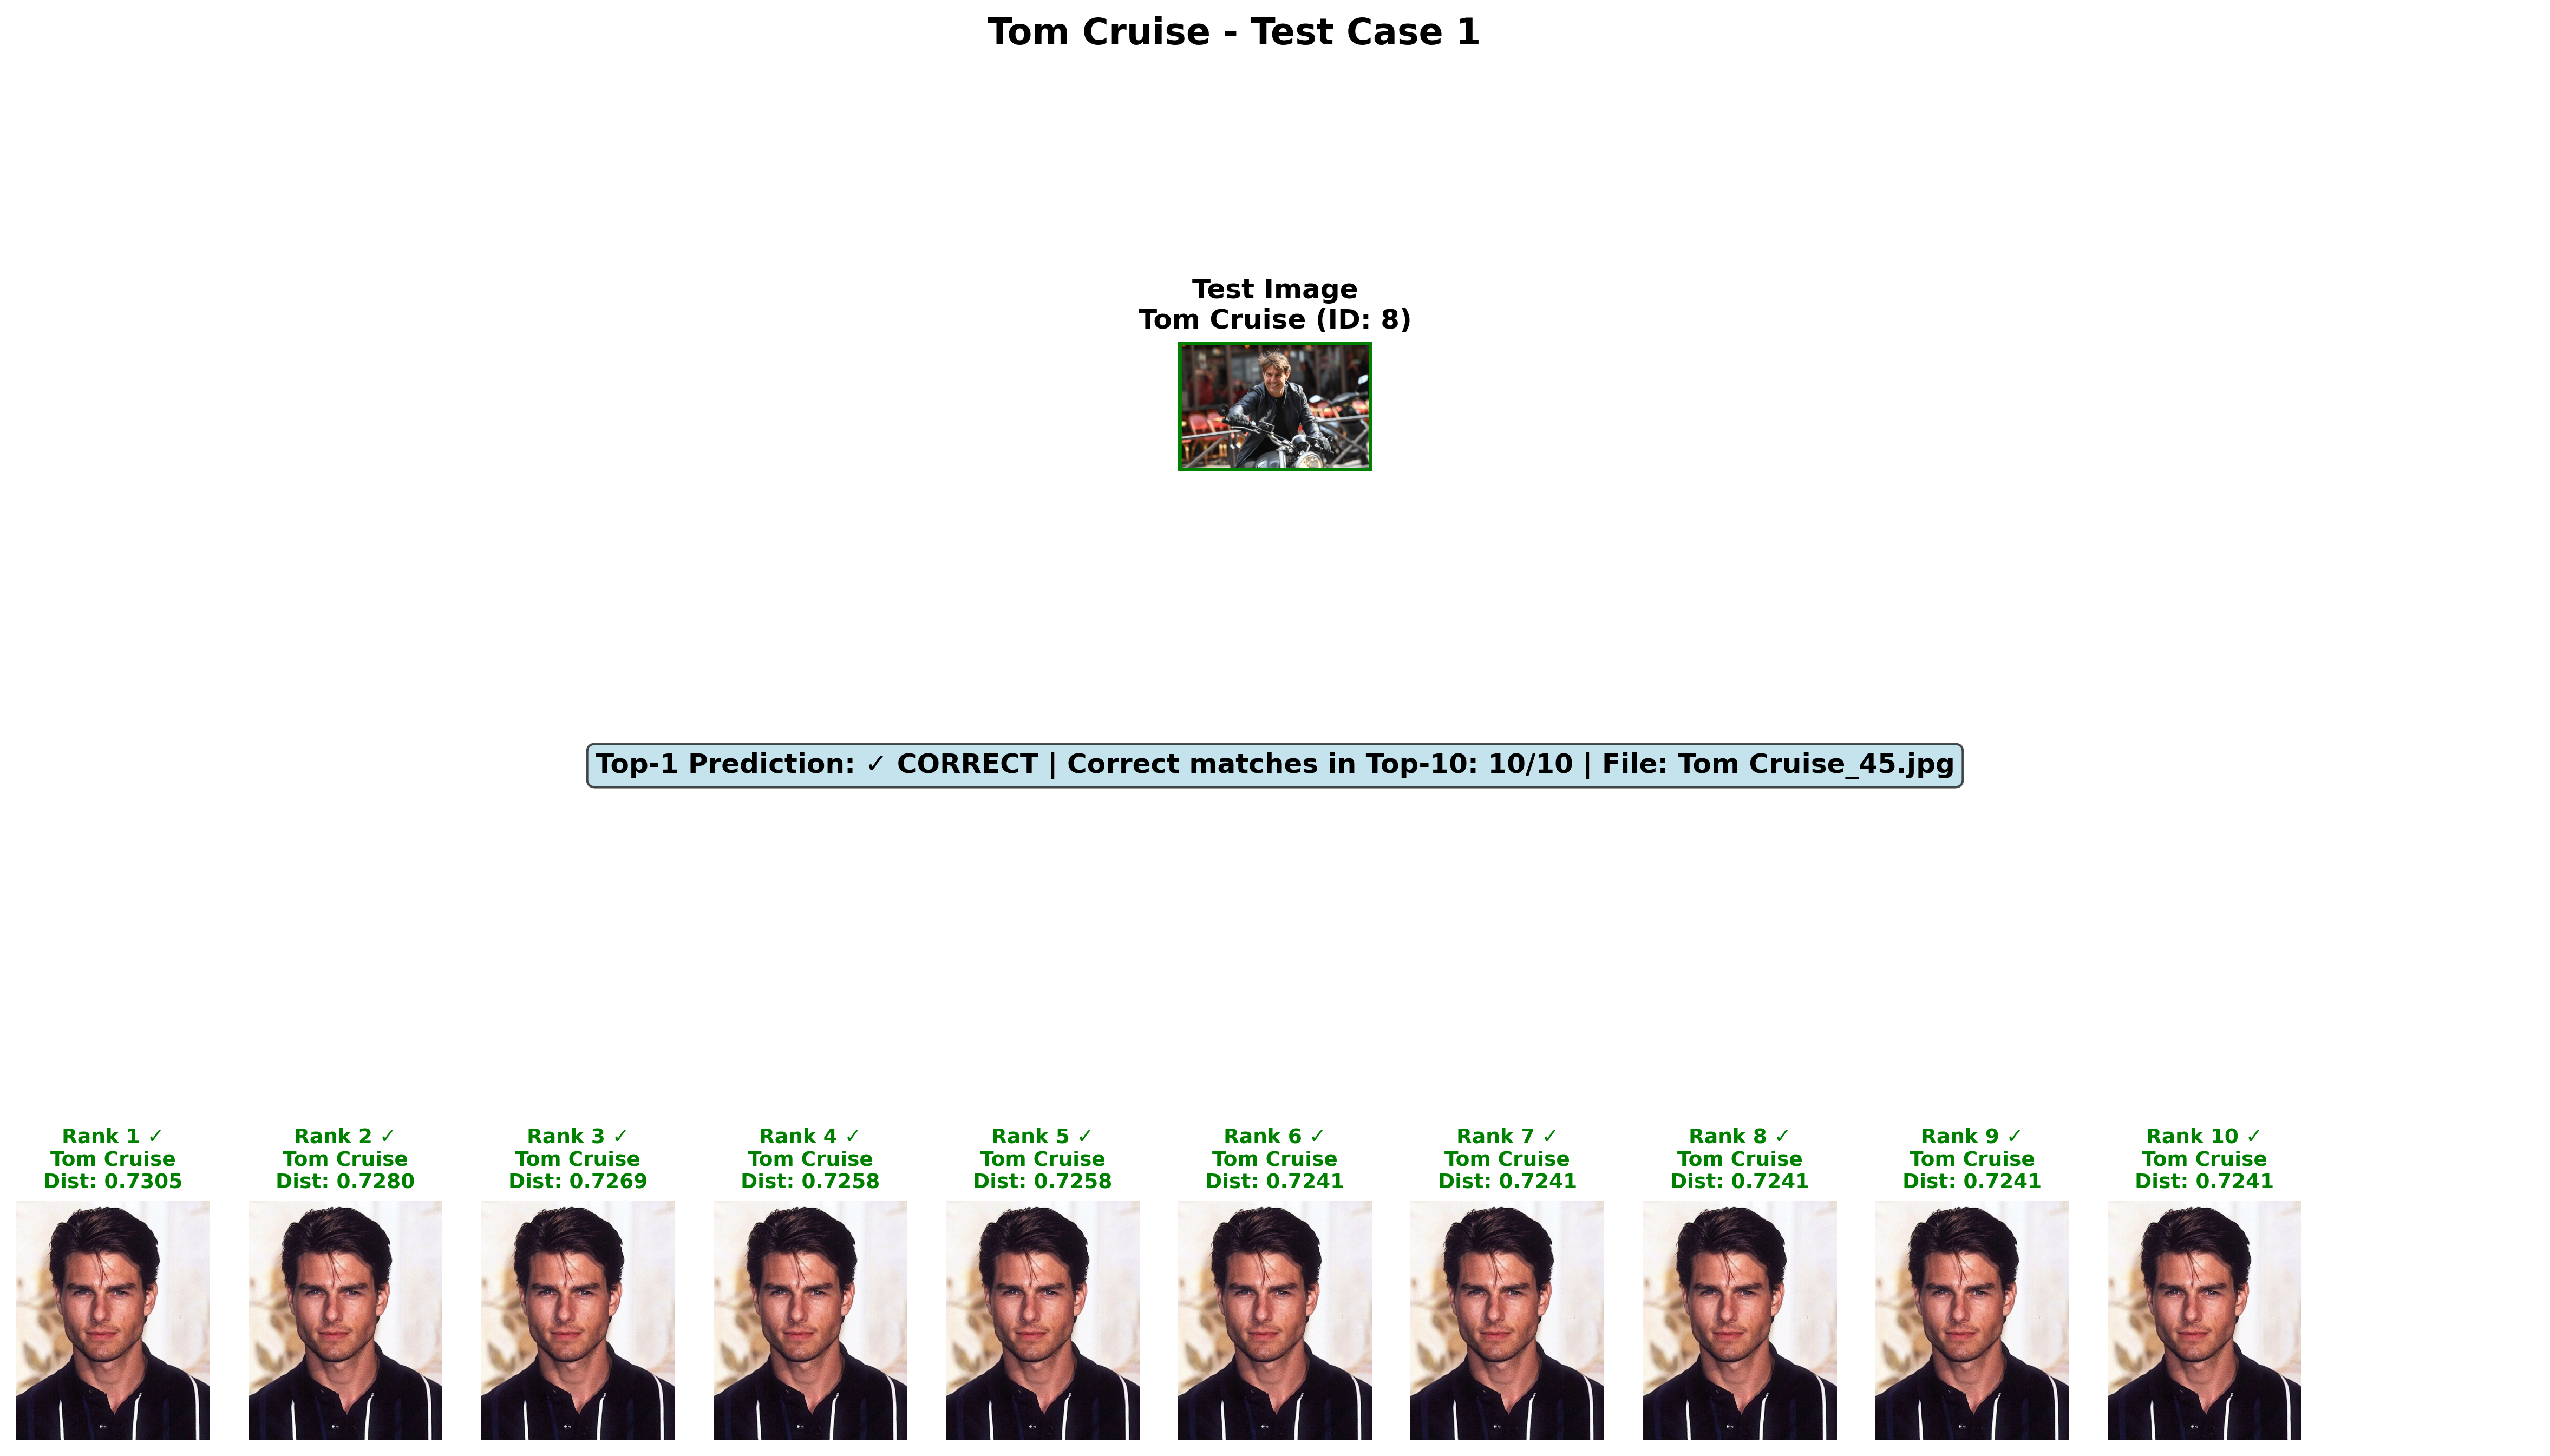 Tom Cruise - Test Case 1
Test Image
Tom Cruise (ID: 8)
Top-1 Prediction: ✓ CORRECT | Correct matches in Top-10: 10/10 | File: Tom Cruise_45.jpg
Rank 1 ✓
Tom Cruise
Dist: 0.7305
Rank 2 ✓
Tom Cruise
Dist: 0.7280
Rank 3 ✓
Tom Cruise
Dist: 0.7269
Rank 4 ✓
Tom Cruise
Dist: 0.7258
Rank 5 ✓
Tom Cruise
Dist: 0.7258
Rank 6 ✓
Tom Cruise
Dist: 0.7241
Rank 7 ✓
Tom Cruise
Dist: 0.7241
Rank 8 ✓
Tom Cruise
Dist: 0.7241
Rank 9 ✓
Tom Cruise
Dist: 0.7241
Rank 10 ✓
Tom Cruise
Dist: 0.7241